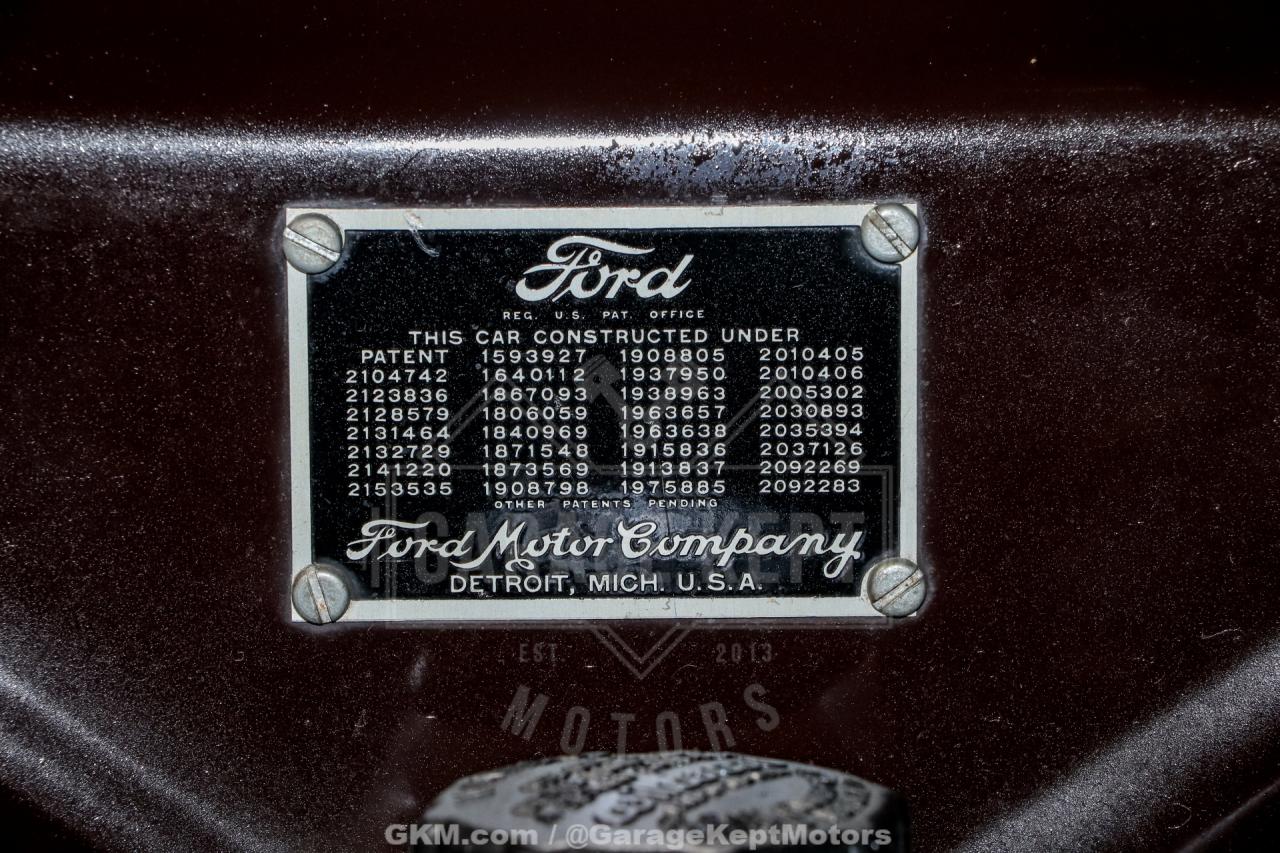 Ford
REG. U.S. PAT. OFFICE
THIS CAR CONSTRUCTED UNDER
PATENT 1593927 1908805 2010405
2104742 1640112 1937950 2010406
2123836 1867093 1938963 2005302
2128579 1806059 1963657 2030893
2131464 1840969 1963638 2035394
2132729 1871548 1915836 2037126
2141220 1873569 1913837 2092269
2153535 1908798 1975885 2092283
OTHER PATENTS PENDING
Ford Motor Company
DETROIT, MICH. U.S.A.
GARAGE KEPT
EST. 2013
MOTORS
GKM.com / @GarageKeptMotors